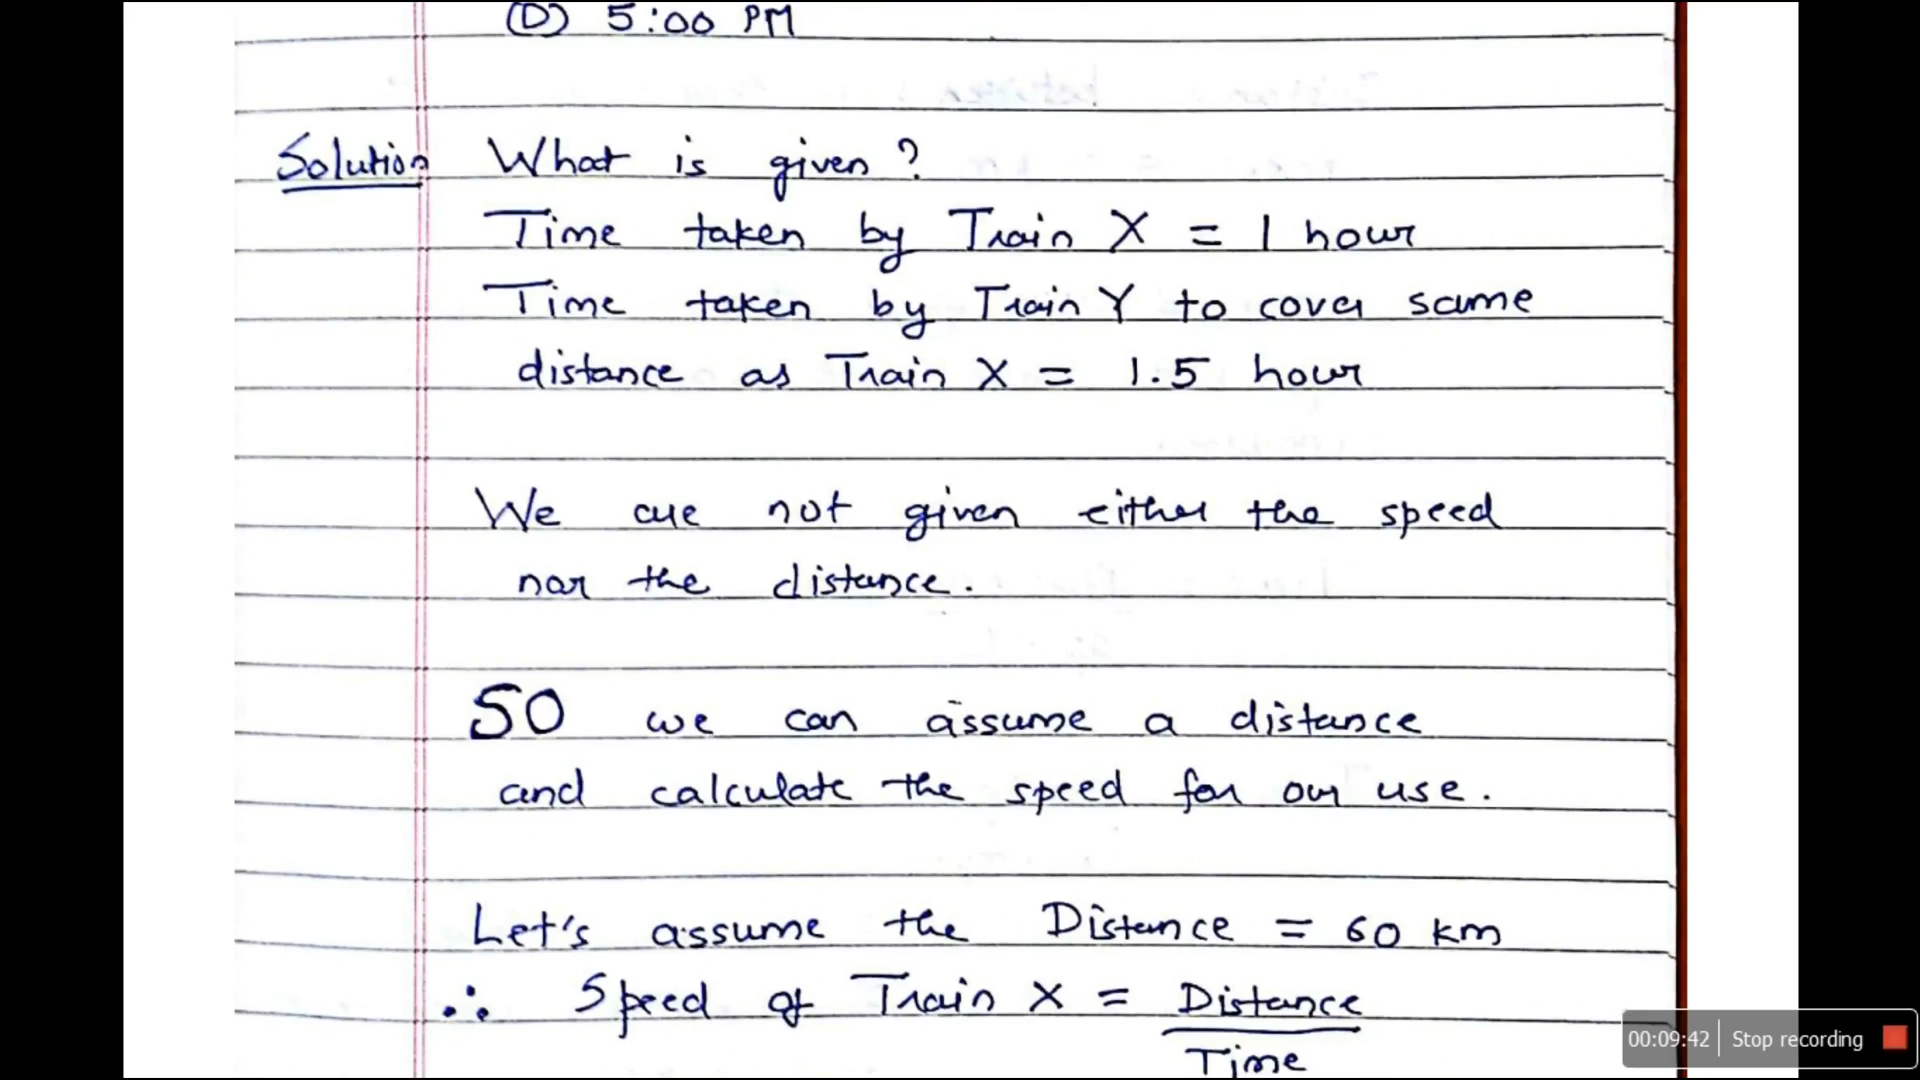 (D) 5:00 PM
Solution What is given?
Time taken by Train X = 1 hour
Time taken by Train Y to cover same
distance as Train X = 1.5 hour
We are not given either the speed
nor the distance.
SO we can assume a distance
and calculate the speed for our use.
Let's assume the Distance = 60 km
∴ Speed of Train X = Distance
Time
00:09:42 Stop recording